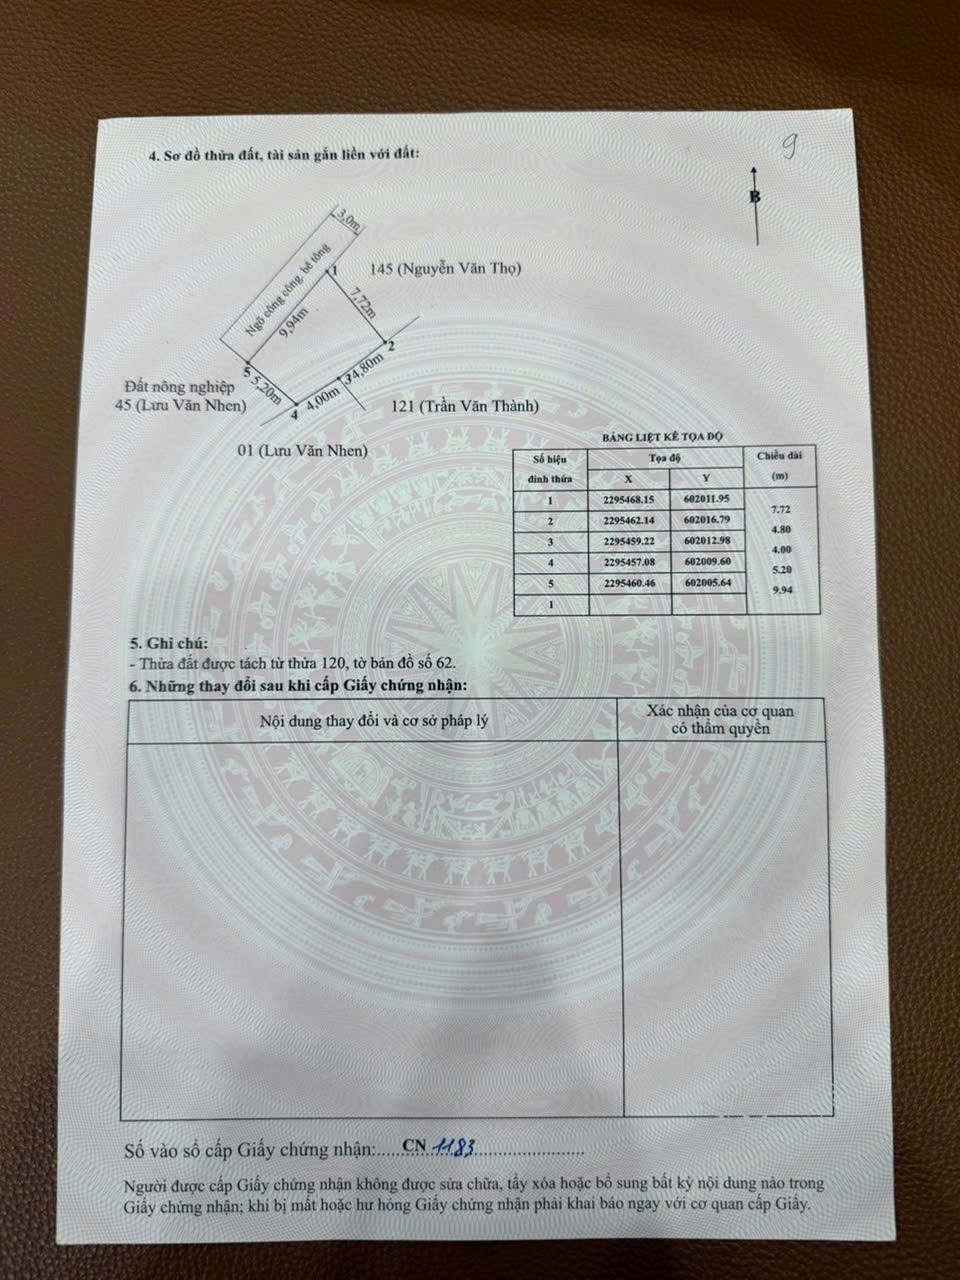 9
4. Sơ đồ thửa đất, tài sản gắn liền với đất:
B
3,0m
Ngõ công công. bê tông
1
145 (Nguyễn Văn Thọ)
9,94m
7,72m
2
5
5,20m
4,80m
3
4,00m
4
Đất nông nghiệp
45 (Lưu Văn Nhen)
121 (Trần Văn Thành)
01 (Lưu Văn Nhen)
BẢNG LIỆT KÊ TỌA ĐỘ
Số hiệu đỉnh thửa Tọa độ Chiều dài (m)
X Y
1 2295468.15 602011.95
7.72
2 2295462.14 602016.79
4.80
3 2295459.22 602012.98
4.00
4 2295457.08 602009.60
5.20
5 2295460.46 602005.64
9.94
1
5. Ghi chú:
- Thửa đất được tách từ thửa 120, tờ bản đồ số 62.
6. Những thay đổi sau khi cấp Giấy chứng nhận:
Nội dung thay đổi và cơ sở pháp lý
Xác nhận của cơ quan
có thẩm quyền
Số vào sổ cấp Giấy chứng nhận:.....CN 1183......................
Người được cấp Giấy chứng nhận không được sửa chữa, tẩy xóa hoặc bổ sung bất kỳ nội dung nào trong
Giấy chứng nhận; khi bị mất hoặc hư hỏng Giấy chứng nhận phải khai báo ngay với cơ quan cấp Giấy.